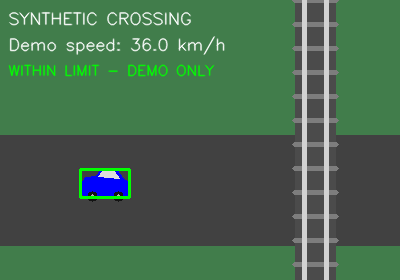 SYNTHETIC CROSSING
Demo speed: 36.0 km/h
WITHIN LIMIT – DEMO ONLY